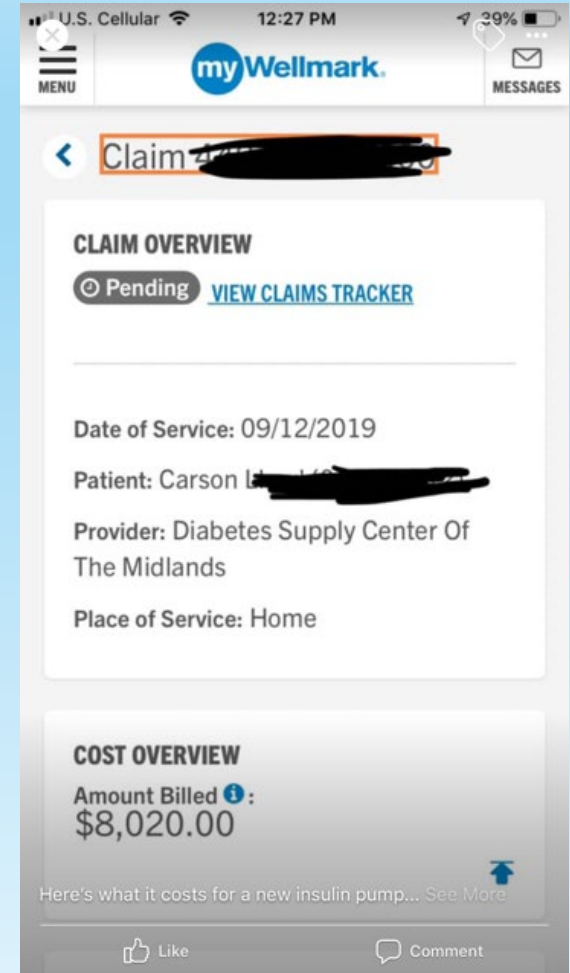 U.S. Cellular 12:27 PM 39%
MENU
myWellmark.
MESSAGES
Claim
CLAIM OVERVIEW
Pending VIEW CLAIMS TRACKER
Date of Service: 09/12/2019
Patient: Carson
Provider: Diabetes Supply Center Of
The Midlands
Place of Service: Home
COST OVERVIEW
Amount Billed i :
$8,020.00
Here's what it costs for a new insulin pump... See More
Like Comment